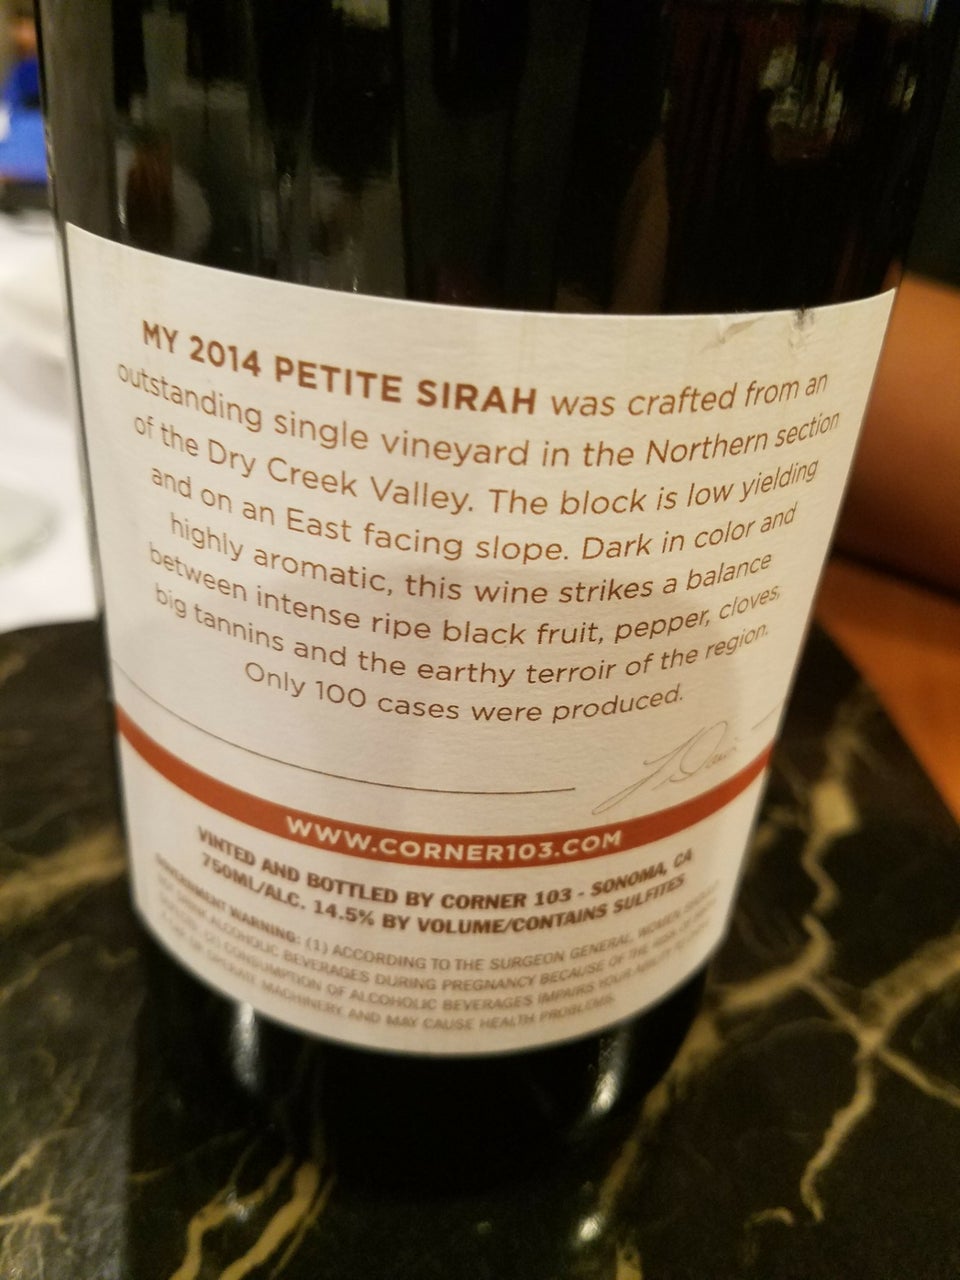 MY 2014 PETITE SIRAH was crafted from an
outstanding single vineyard in the Northern section
of the Dry Creek Valley. The block is low yielding
and on an East facing slope. Dark in color and
highly aromatic, this wine strikes a balance
between intense ripe black fruit, pepper, cloves,
big tannins and the earthy terroir of the region.
Only 100 cases were produced.
WWW.CORNER103.COM
VINTED AND BOTTLED BY CORNER 103 - SONOMA, CA
750ML/ALC. 14.5% BY VOLUME/CONTAINS SULFITES
GOVERNMENT WARNING: (1) ACCORDING TO THE SURGEON GENERAL, WOMEN SHOULD
NOT DRINK ALCOHOLIC BEVERAGES DURING PREGNANCY BECAUSE OF THE RISK OF BIRTH
CONSUMPTION OF ALCOHOLIC BEVERAGES IMPAIRS YOUR ABILITY TO
OPERATE MACHINERY, AND MAY CAUSE HEALTH PROBLEMS.